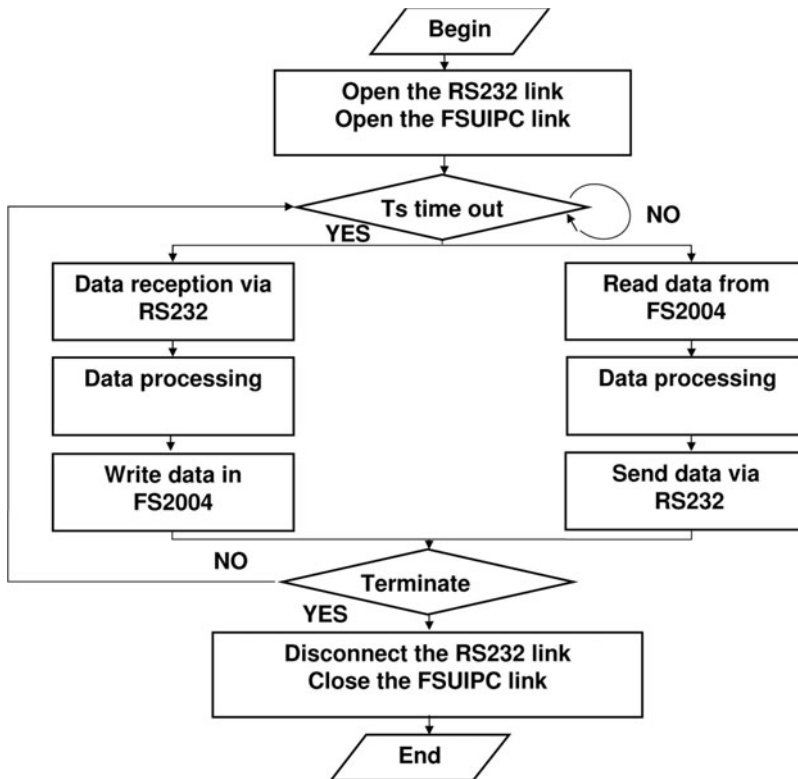 Begin
Open the RS232 link
Open the FSUIPC link
Ts time out
NO
YES
Data reception via
RS232
Read data from
FS2004
Data processing
Data processing
Write data in
FS2004
Send data via
RS232
NO
Terminate
YES
Disconnect the RS232 link
Close the FSUIPC link
End